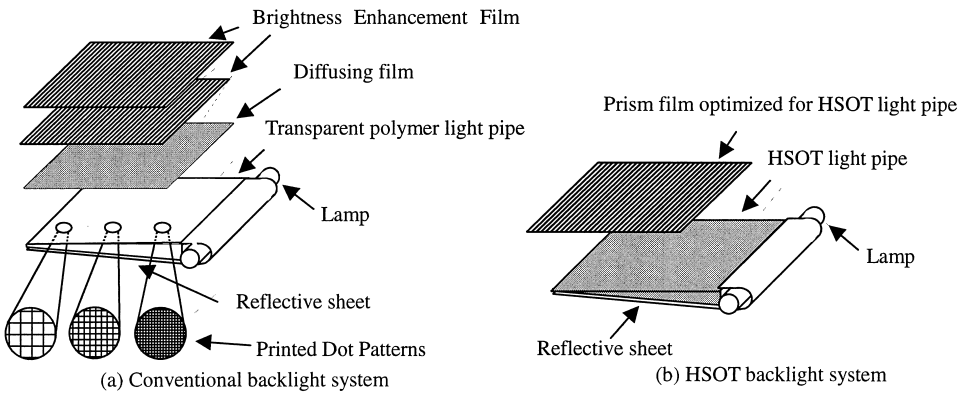 Brightness Enhancement Film
Diffusing film
Transparent polymer light pipe
Lamp
Reflective sheet
Printed Dot Patterns
(a) Conventional backlight system
Prism film optimized for HSOT light pipe
HSOT light pipe
Lamp
Reflective sheet
(b) HSOT backlight system